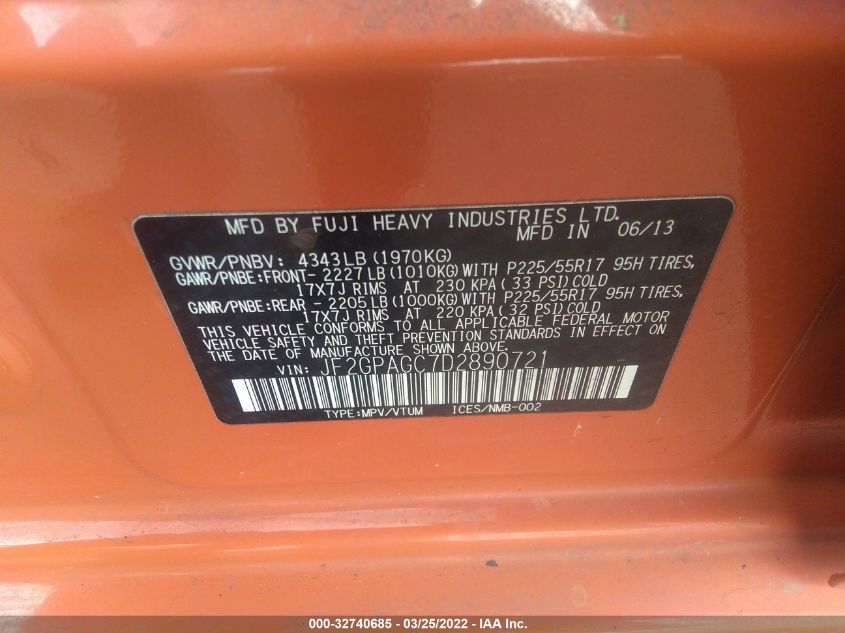 MFD BY FUJI HEAVY INDUSTRIES LTD.
MFD IN 06/13
GVWR/PNBV: 4343LB (1970KG)
GAWR/PNBE:FRONT- 2227LB (1010KG) WITH P225/55R17 95H TIRES,
17X7J RIMS AT 230 KPA (33 PSI) COLD
GAWR/PNBE:REAR - 2205LB (1000KG) WITH P225/55R17 95H TIRES,
17X7J RIMS AT 220 KPA (32 PSI) COLD
THIS VEHICLE CONFORMS TO ALL APPLICABLE FEDERAL MOTOR
VEHICLE SAFETY AND THEFT PREVENTION STANDARDS IN EFFECT ON
THE DATE OF MANUFACTURE SHOWN ABOVE.
VIN: JF2GPAGC7D2890721
TYPE:MPV/VTUM ICES/NMB-002
000-32740685 - 03/25/2022 - IAA Inc.